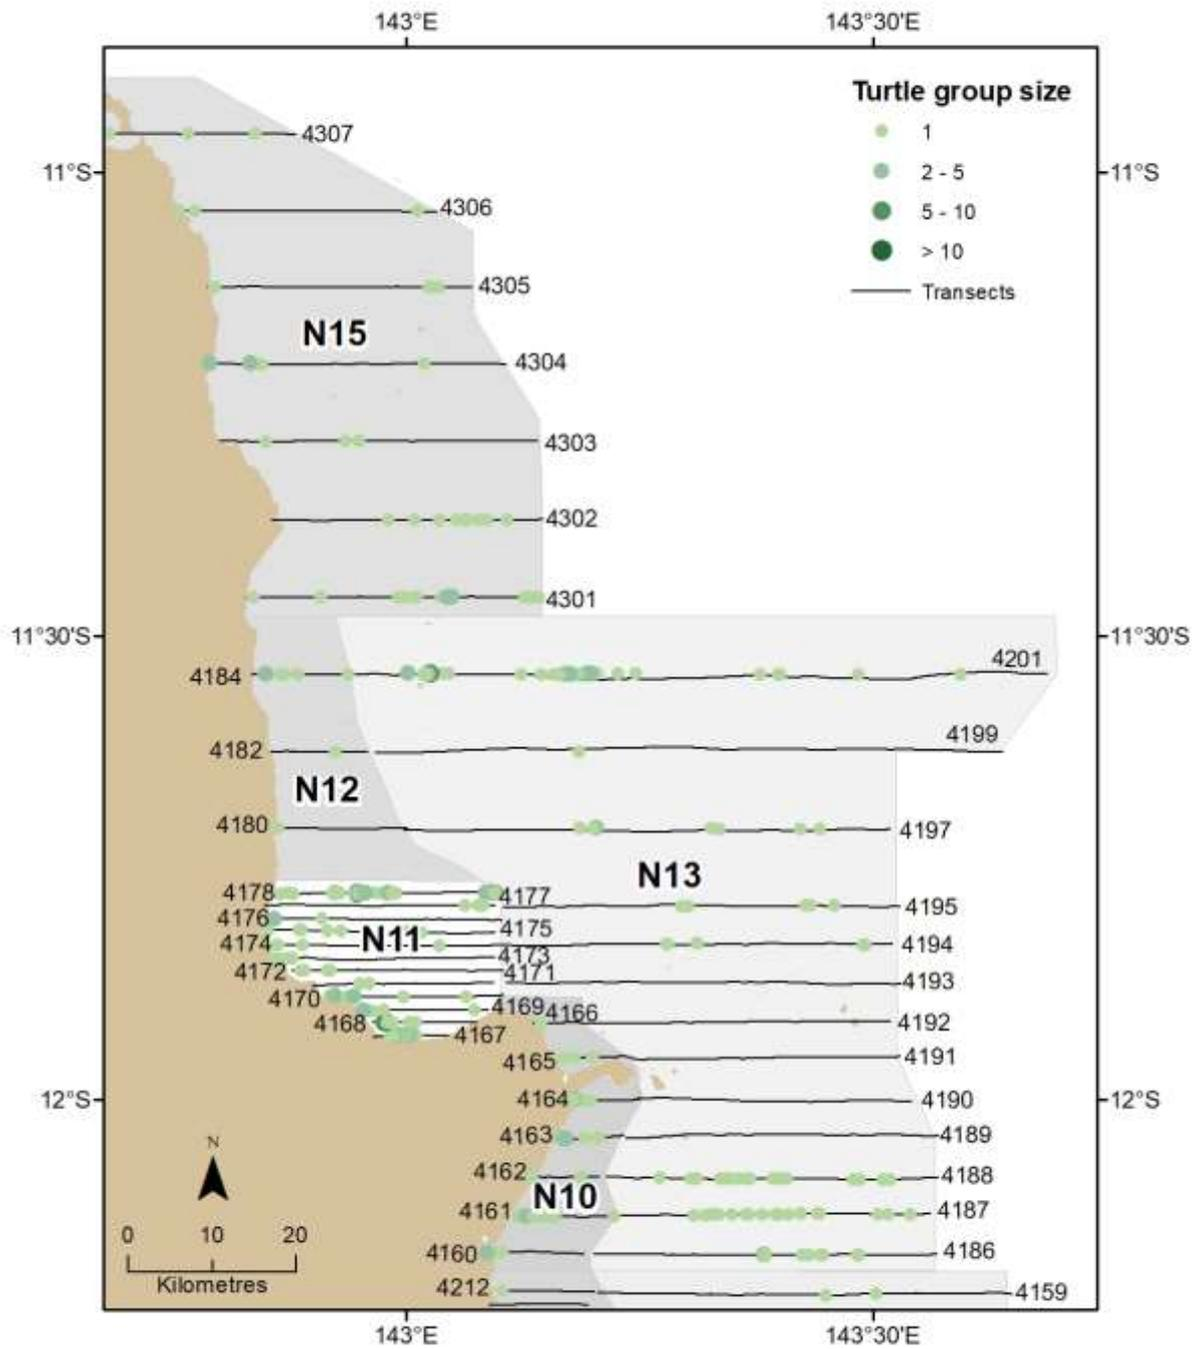 143°E 143°30'E
Turtle group size
1
4307
11°S 11°S
2 - 5
4306
5 - 10
> 10
4305
Transects
N15
4304
4303
4302
4301
11°30'S 11°30'S
4184 4201
4182 4199
N12
4180 4197
N13
4178 4177
4195
4176 4175
N11
4174 4194
4173
4172 4171
4193
4170 4169 4166
4168 4167 4192
4165 4191
12°S 4164 4190 12°S
4163 4189
N
4162 4188
N10
4161 4187
0 10 20
4160 4186
Kilometres
4212 4159
143°E 143°30'E